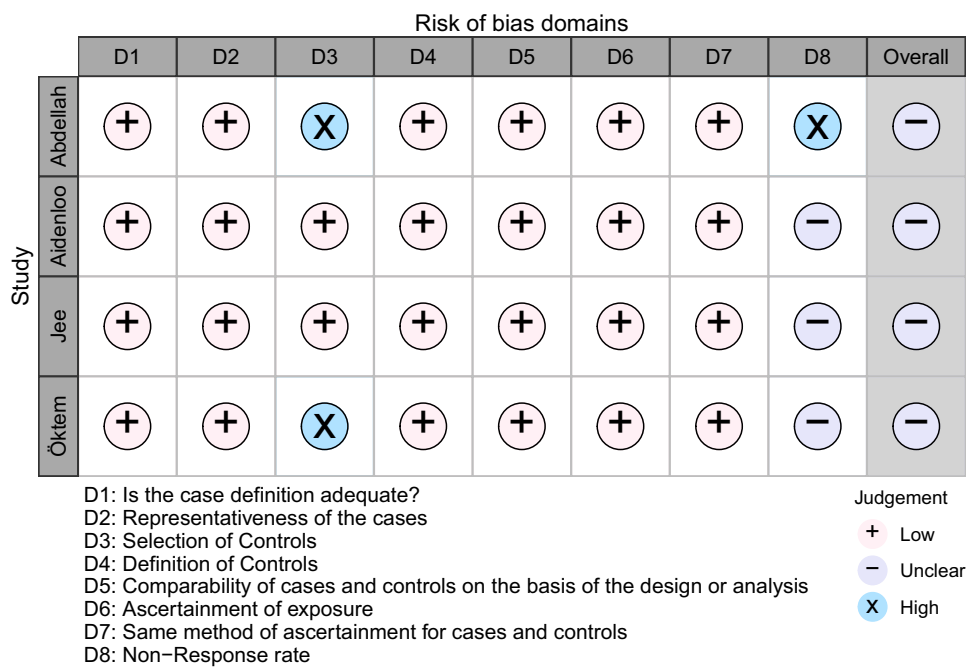 Risk of bias domains
D1 D2 D3 D4 D5 D6 D7 D8 Overall
Study
Abdellah + + X + + + + X −
Aidenloo + + + + + + + − −
Jee + + + + + + + − −
Öktem + + X + + + + − −
D1: Is the case definition adequate?
D2: Representativeness of the cases
D3: Selection of Controls
D4: Definition of Controls
D5: Comparability of cases and controls on the basis of the design or analysis
D6: Ascertainment of exposure
D7: Same method of ascertainment for cases and controls
D8: Non−Response rate
Judgement
+ Low
− Unclear
X High